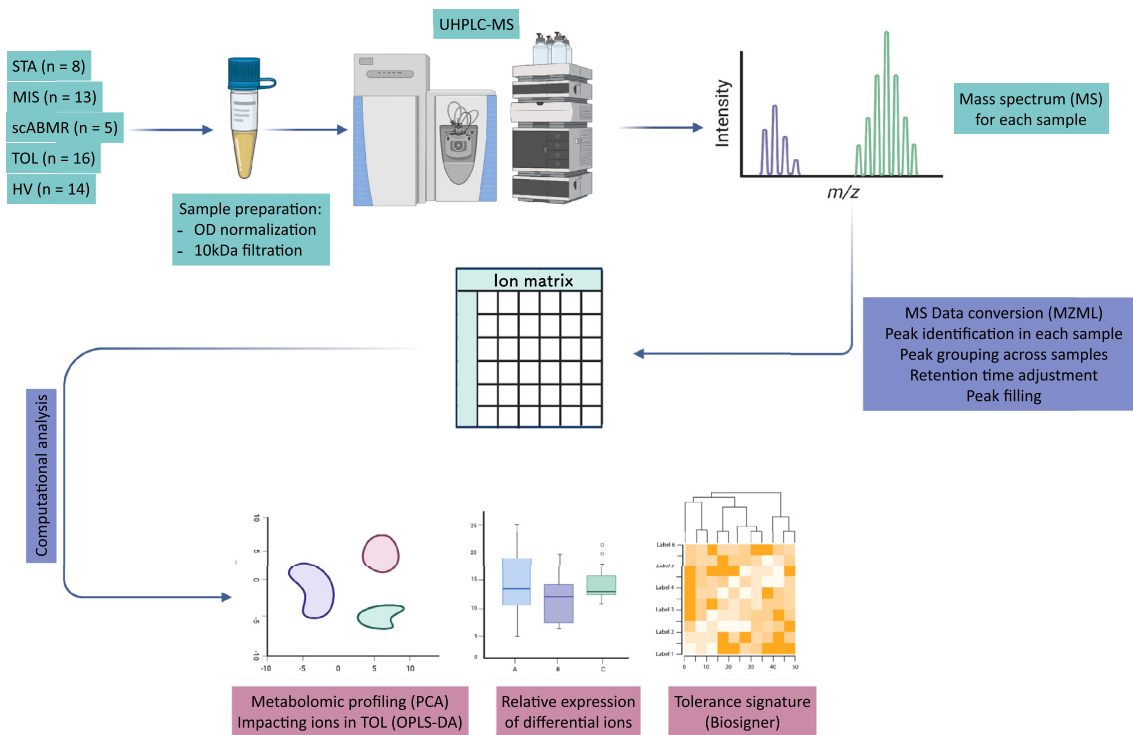 UHPLC-MS
STA (n = 8)
MIS (n = 13)
scABMR (n = 5)
TOL (n = 16)
HV (n = 14)
Sample preparation:
- OD normalization
- 10kDa filtration
Intensity
m/z
Mass spectrum (MS)
for each sample
MS Data conversion (MZML)
Peak identification in each sample
Peak grouping across samples
Retention time adjustment
Peak filling
Ion matrix
Computational analysis
10
5
0
-5
-10
-10
-5
0
5
10
25
20
15
10
5
0
A
B
C
Label 6
Label 4
Label 3
Label 2
Label 1
0
10
20
30
40
50
Metabolomic profiling (PCA)
Impacting ions in TOL (OPLS-DA)
Relative expression
of differential ions
Tolerance signature
(Biosigner)